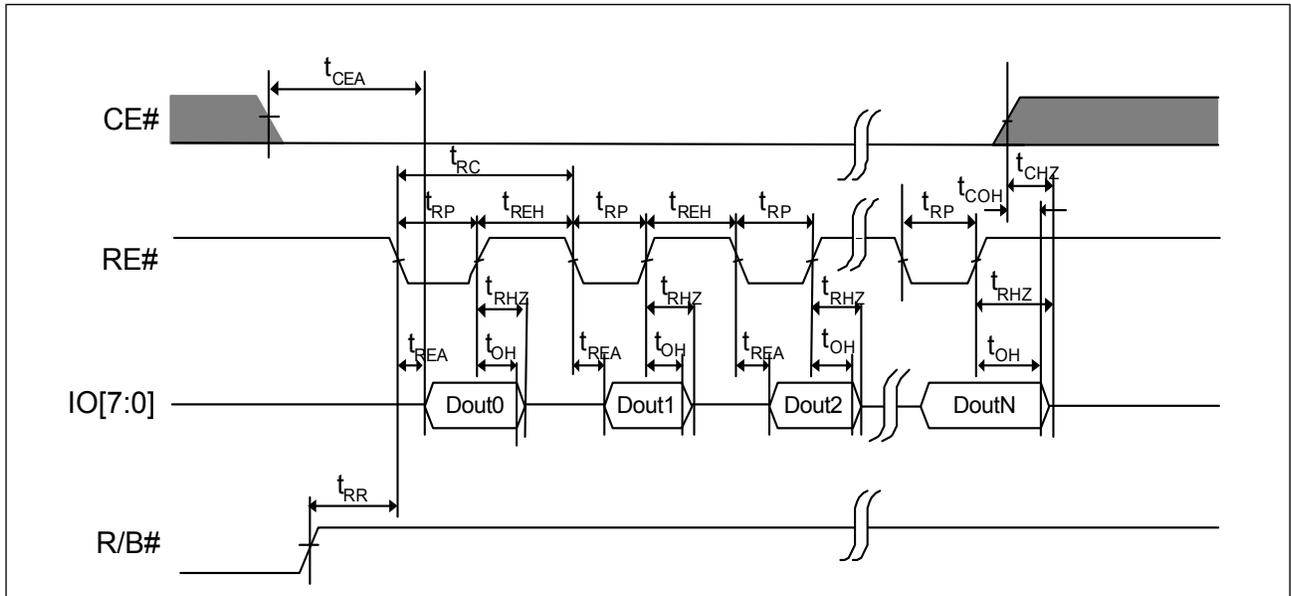 tCEA
CE#
tRC
tCHZ
tCOH
tRP tREH tRP tREH tRP tRP
RE#
tRHZ tRHZ tRHZ tRHZ
tREA tOH tREA tOH tREA tOH tOH
IO[7:0] Dout0 Dout1 Dout2 DoutN
tRR
R/B#